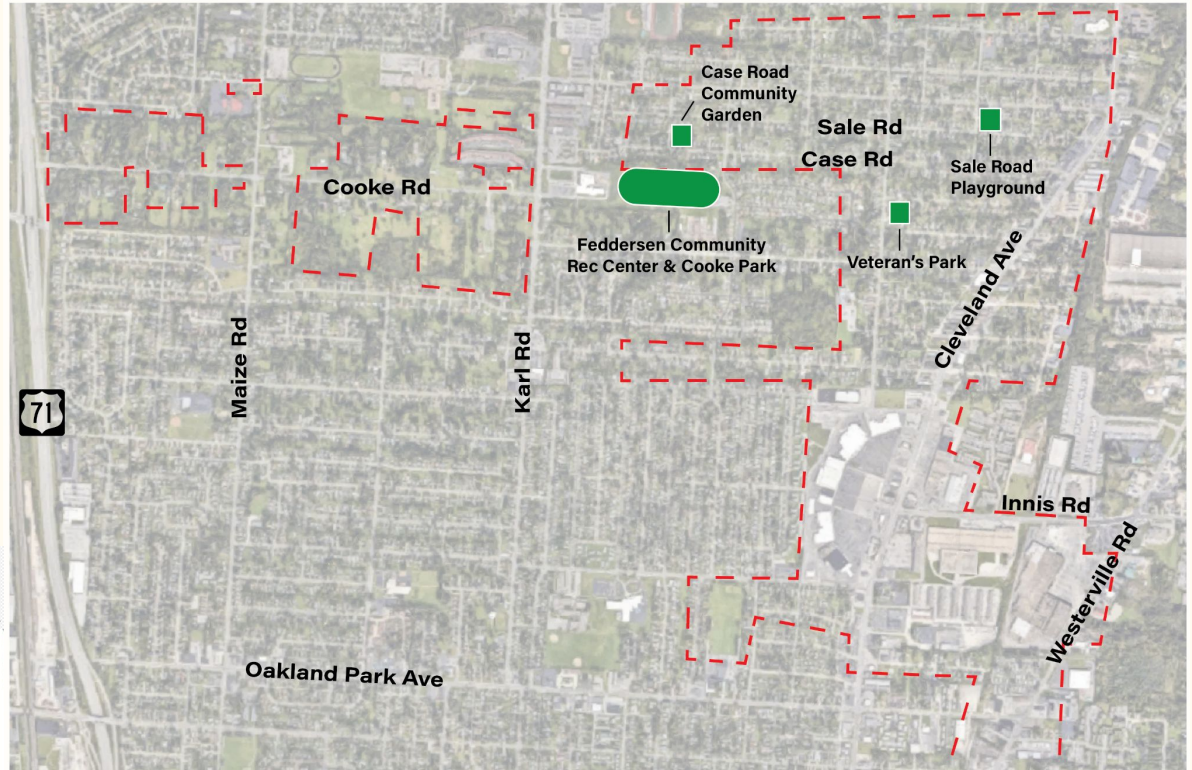 Case Road
Community
Garden
Sale Rd
Case Rd
Sale Road
Playground
Cooke Rd
Feddersen Community
Rec Center & Cooke Park
Veteran's Park
Cleveland Ave
Maize Rd
Karl Rd
71
Innis Rd
Westerville Rd
Oakland Park Ave